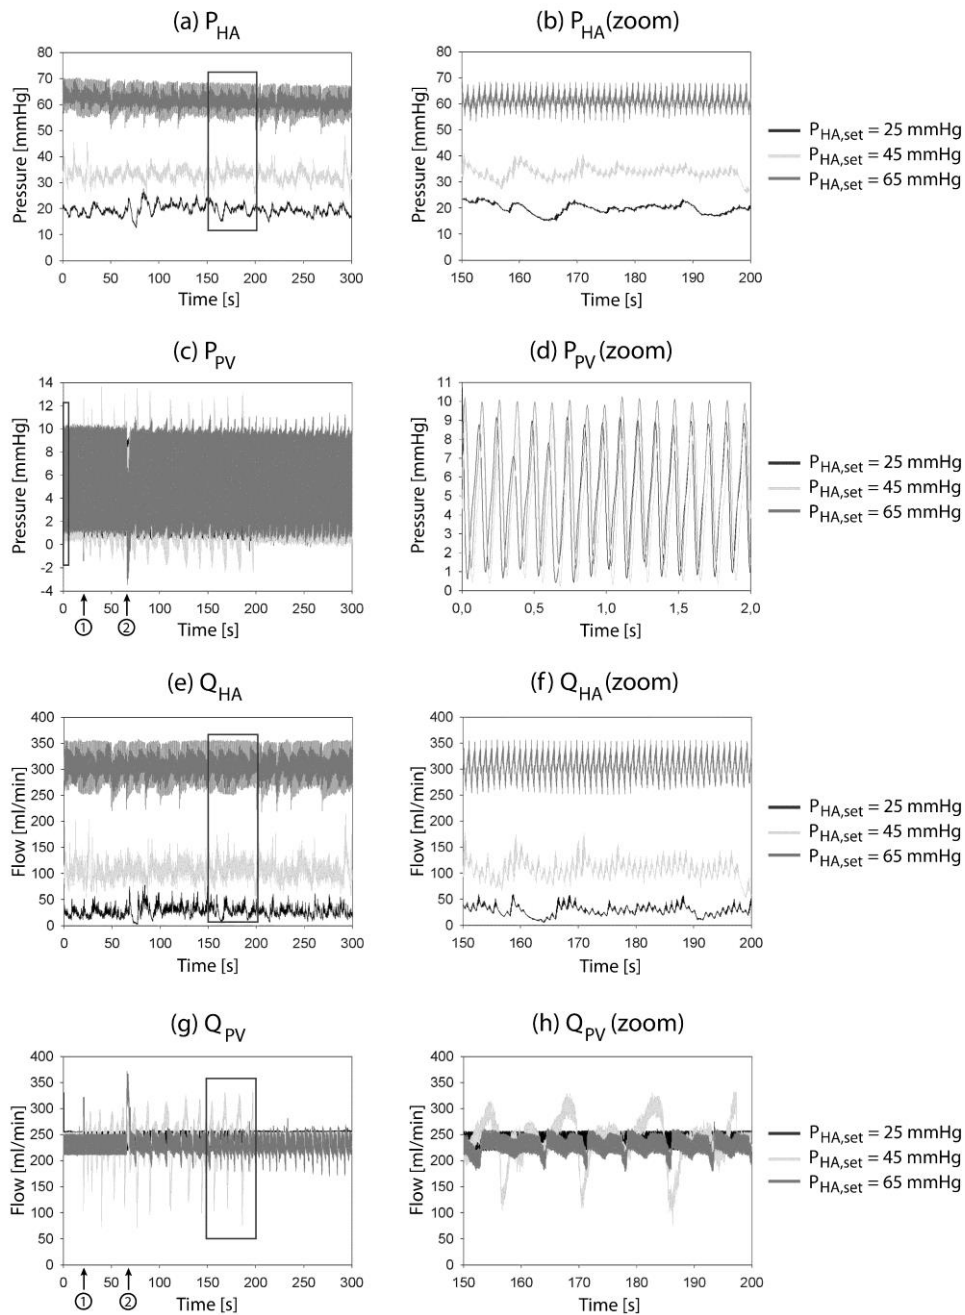 (a) P_HA
(b) P_HA (zoom)
Pressure [mmHg]
80
70
60
50
40
30
20
10
0
0 50 100 150 200 250 300
Time [s]
Pressure [mmHg]
80
70
60
50
40
30
20
10
0
150 160 170 180 190 200
Time [s]
P_HA,set = 25 mmHg
P_HA,set = 45 mmHg
P_HA,set = 65 mmHg
(c) P_PV
(d) P_PV (zoom)
Pressure [mmHg]
14
12
10
8
6
4
2
0
-2
-4
0 50 100 150 200 250 300
① ② Time [s]
Pressure [mmHg]
11
10
9
8
7
6
5
4
3
2
1
0
0,0 0,5 1,0 1,5 2,0
Time [s]
P_HA,set = 25 mmHg
P_HA,set = 45 mmHg
P_HA,set = 65 mmHg
(e) Q_HA
(f) Q_HA (zoom)
Flow [ml/min]
400
350
300
250
200
150
100
50
0
0 50 100 150 200 250 300
Time [s]
Flow [ml/min]
400
350
300
250
200
150
100
50
0
150 160 170 180 190 200
Time [s]
P_HA,set = 25 mmHg
P_HA,set = 45 mmHg
P_HA,set = 65 mmHg
(g) Q_PV
(h) Q_PV (zoom)
Flow [ml/min]
400
350
300
250
200
150
100
50
0
0 50 100 150 200 250 300
① ② Time [s]
Flow [ml/min]
400
350
300
250
200
150
100
50
0
150 160 170 180 190 200
Time [s]
P_HA,set = 25 mmHg
P_HA,set = 45 mmHg
P_HA,set = 65 mmHg